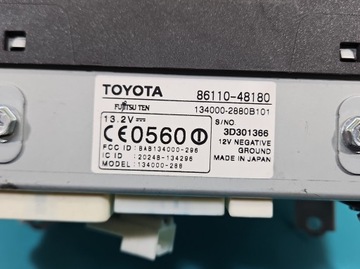 TOYOTA 86110-48180
FUJITSU TEN 134000-2880B101
13.2V S/NO.
CE0560 3D301366
FCC ID : BAB134000-296 12V NEGATIVE
IC ID : 2024B-134296 GROUND
MODEL : 134000-288 MADE IN JAPAN